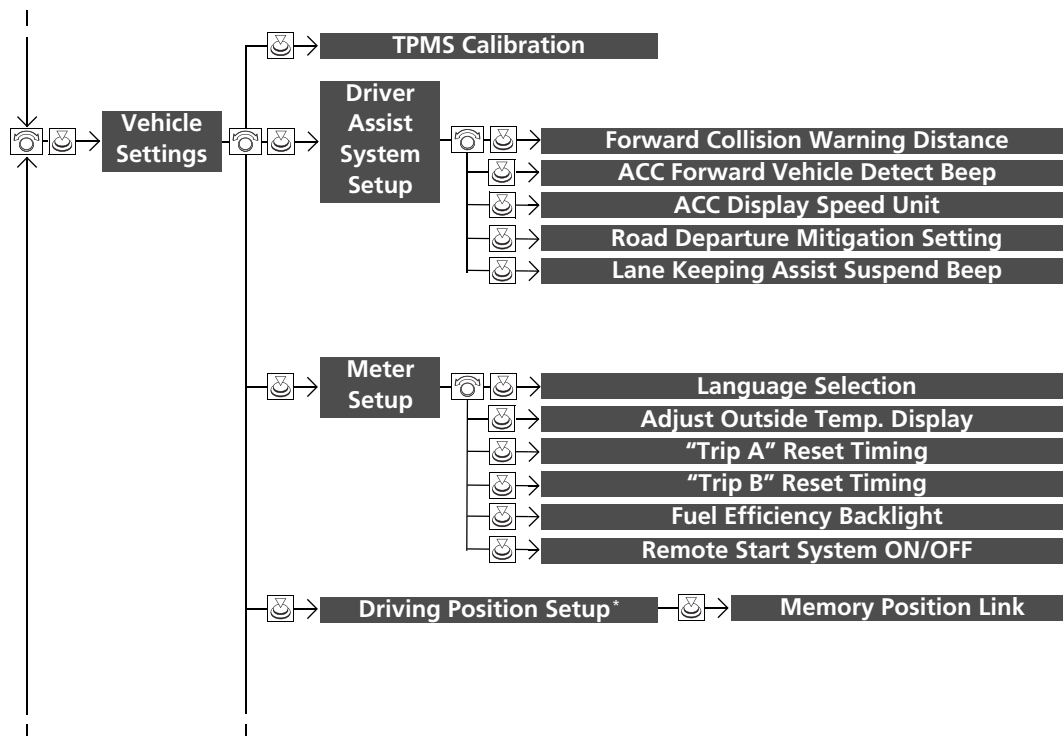 TPMS Calibration
Vehicle
Settings
Driver
Assist
System
Setup
Forward Collision Warning Distance
ACC Forward Vehicle Detect Beep
ACC Display Speed Unit
Road Departure Mitigation Setting
Lane Keeping Assist Suspend Beep
Meter
Setup
Language Selection
Adjust Outside Temp. Display
“Trip A” Reset Timing
“Trip B” Reset Timing
Fuel Efficiency Backlight
Remote Start System ON/OFF
Driving Position Setup*
Memory Position Link